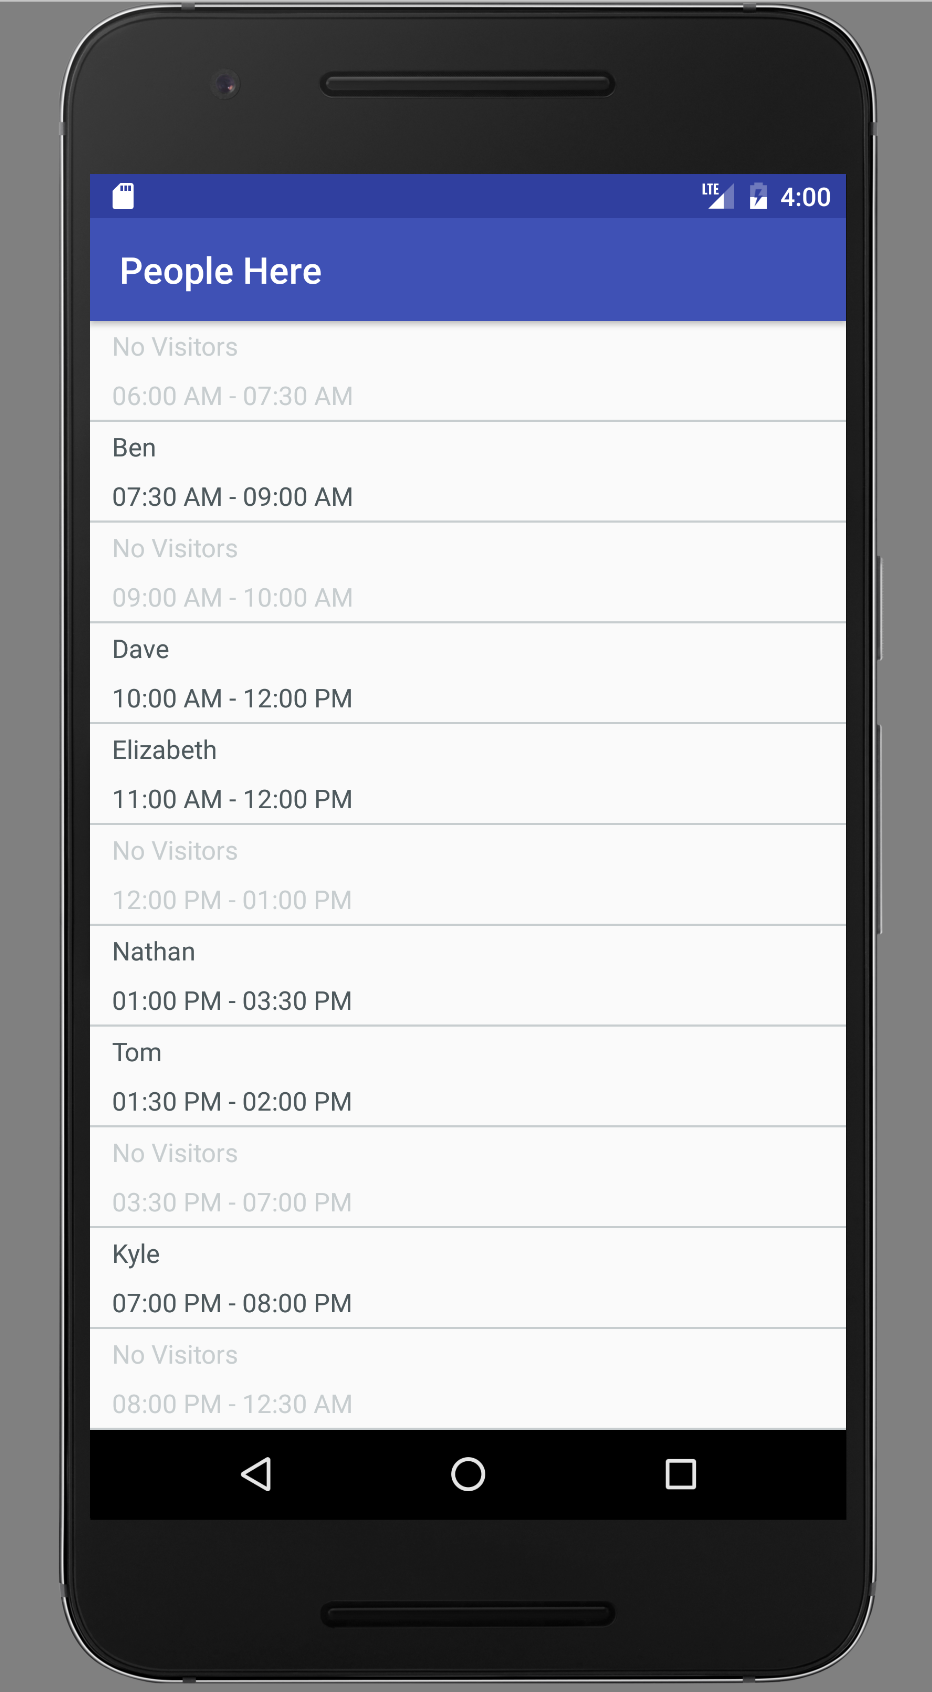 LTE 4:00
People Here
No Visitors
06:00 AM - 07:30 AM
Ben
07:30 AM - 09:00 AM
No Visitors
09:00 AM - 10:00 AM
Dave
10:00 AM - 12:00 PM
Elizabeth
11:00 AM - 12:00 PM
No Visitors
12:00 PM - 01:00 PM
Nathan
01:00 PM - 03:30 PM
Tom
01:30 PM - 02:00 PM
No Visitors
03:30 PM - 07:00 PM
Kyle
07:00 PM - 08:00 PM
No Visitors
08:00 PM - 12:30 AM